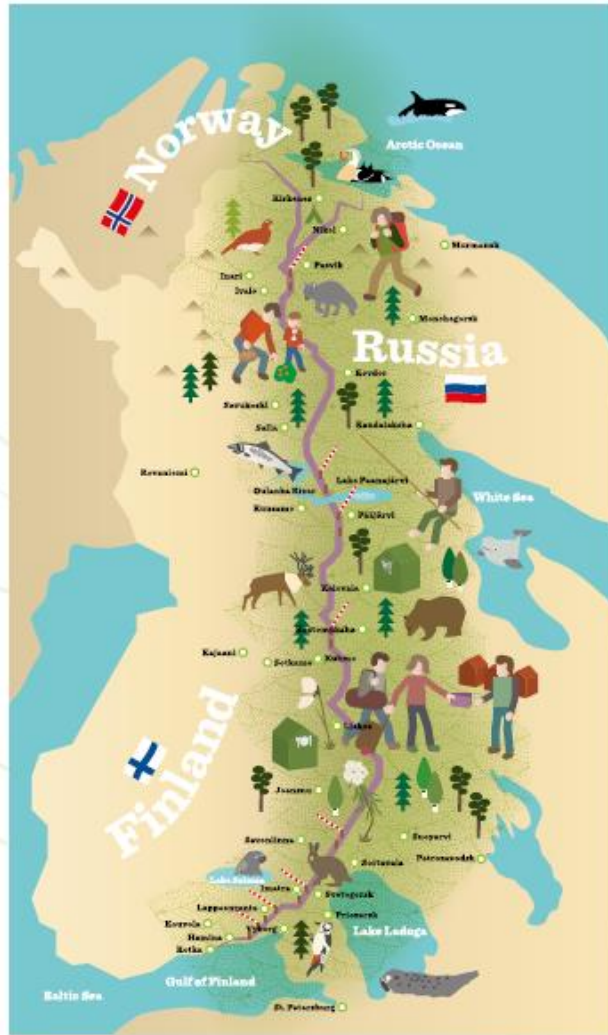 Norway
Arctic Ocean
Kirkenes
Nikel
Murmansk
Pasvik
Inari
Ivalo
Monchegorsk
Russia
Kovdor
Savukoski
Kandalaksha
Salla
Rovaniemi
Lake Paanajärvi
Oulanka River
White Sea
Kuusamo
Pääjärvi
Kalevala
Kostomuksha
Kajaani
Kuhmo
Sotkamo
Finland
Lieksa
Joensuu
Savonlinna
Suoyarvi
Sortavala
Petrozavodsk
Lake Saimaa
Imatra
Svetogorsk
Lappeenranta
Priozersk
Kouvola
Vyborg
Lake Ladoga
Hamina
Kotka
Gulf of Finland
Baltic Sea
St. Petersburg